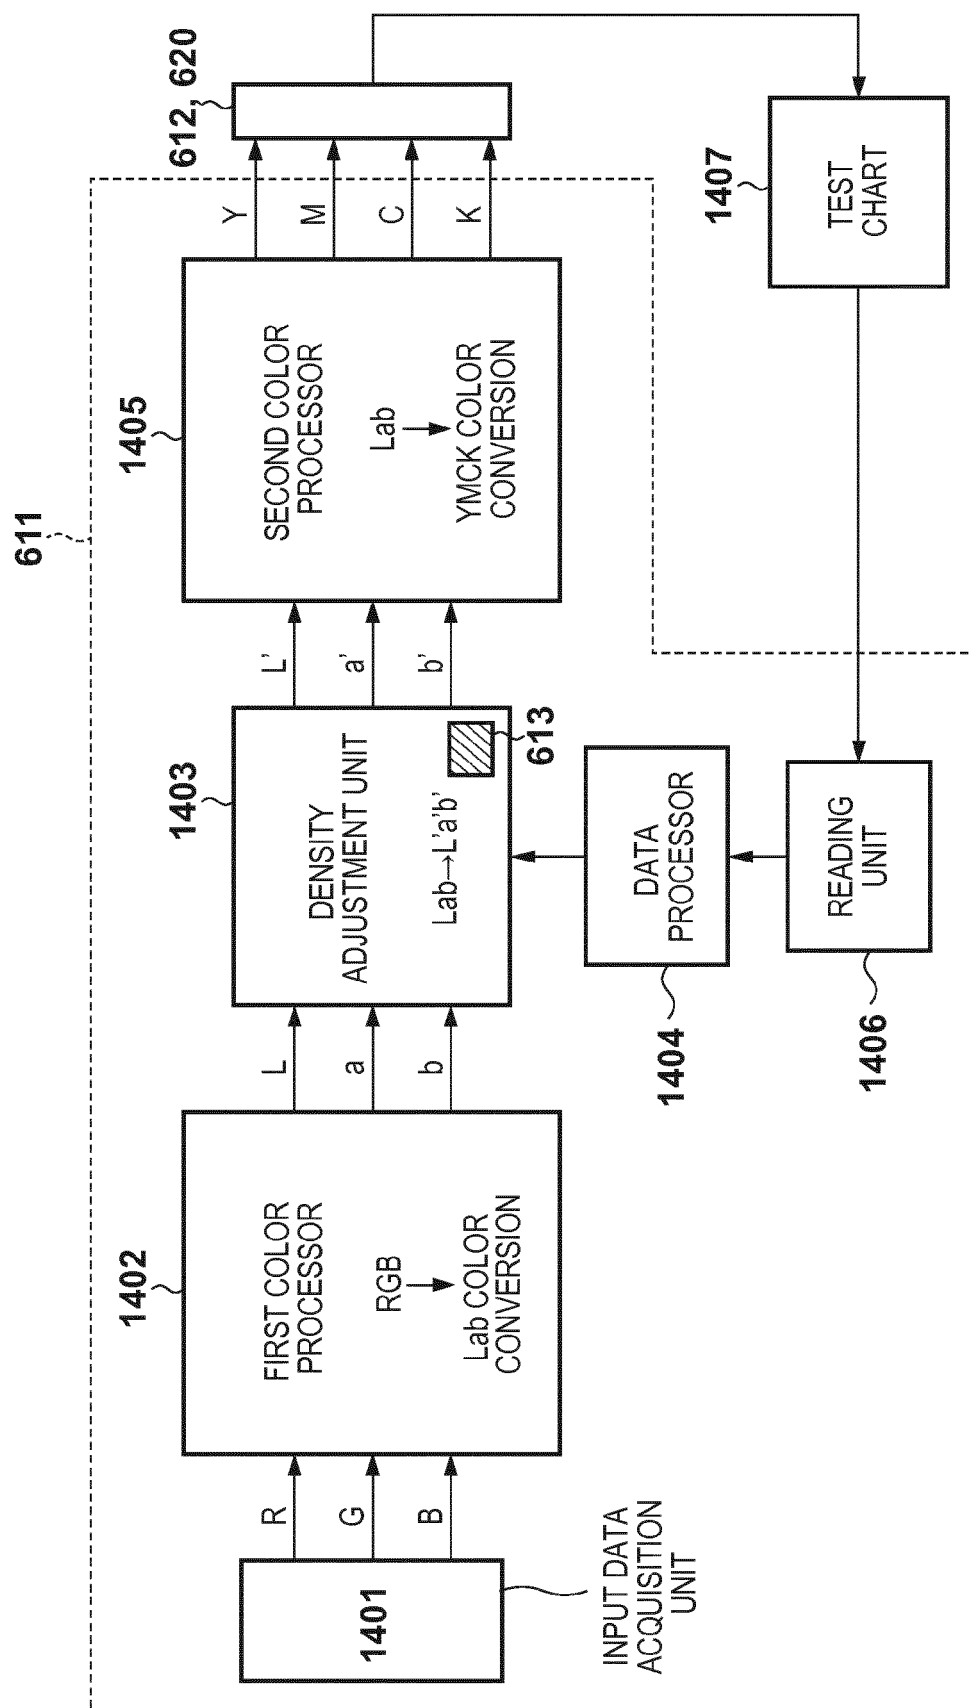 611
1401
INPUT DATA
ACQUISITION
UNIT
R
G
B
1402
FIRST COLOR
PROCESSOR
RGB
Lab COLOR
CONVERSION
L
a
b
1403
DENSITY
ADJUSTMENT UNIT
Lab→L'a'b'
613
L'
a'
b'
1405
SECOND COLOR
PROCESSOR
Lab
YMCK COLOR
CONVERSION
Y
M
C
K
612, 620
1404
DATA
PROCESSOR
1406
READING
UNIT
1407
TEST
CHART